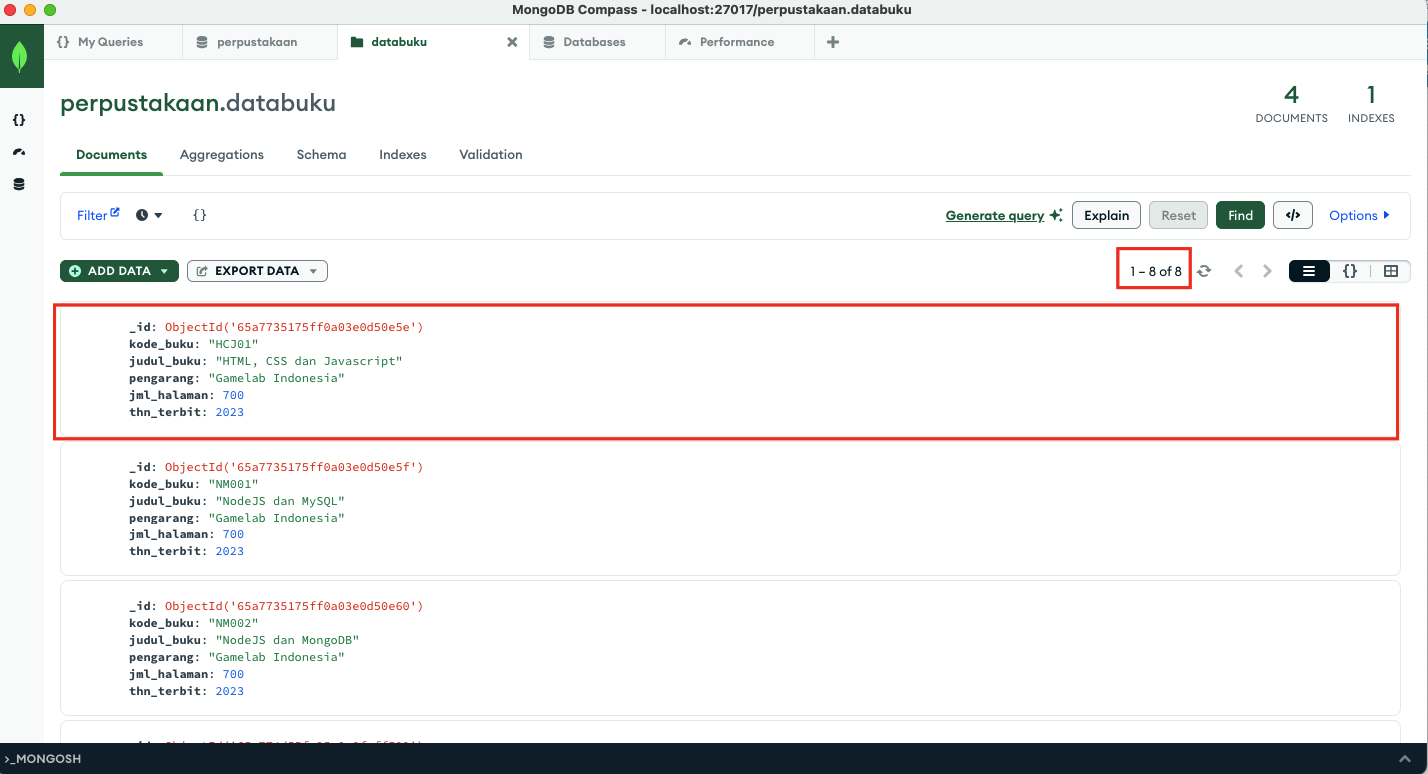 MongoDB Compass - localhost:27017/perpustakaan.databuku
{} My Queries
perpustakaan
databuku
Databases
Performance
perpustakaan.databuku
4
DOCUMENTS
1
INDEXES
Documents
Aggregations
Schema
Indexes
Validation
Filter
{}
Generate query
Explain
Reset
Find
</>
Options
ADD DATA
EXPORT DATA
1 – 8 of 8
{}
_id: ObjectId('65a7735175ff0a03e0d50e5e')
kode_buku: "HCJ01"
judul_buku: "HTML, CSS dan Javascript"
pengarang: "Gamelab Indonesia"
jml_halaman: 700
thn_terbit: 2023
_id: ObjectId('65a7735175ff0a03e0d50e5f')
kode_buku: "NM001"
judul_buku: "NodeJS dan MySQL"
pengarang: "Gamelab Indonesia"
jml_halaman: 700
thn_terbit: 2023
_id: ObjectId('65a7735175ff0a03e0d50e60')
kode_buku: "NM002"
judul_buku: "NodeJS dan MongoDB"
pengarang: "Gamelab Indonesia"
jml_halaman: 700
thn_terbit: 2023
>_MONGOSH